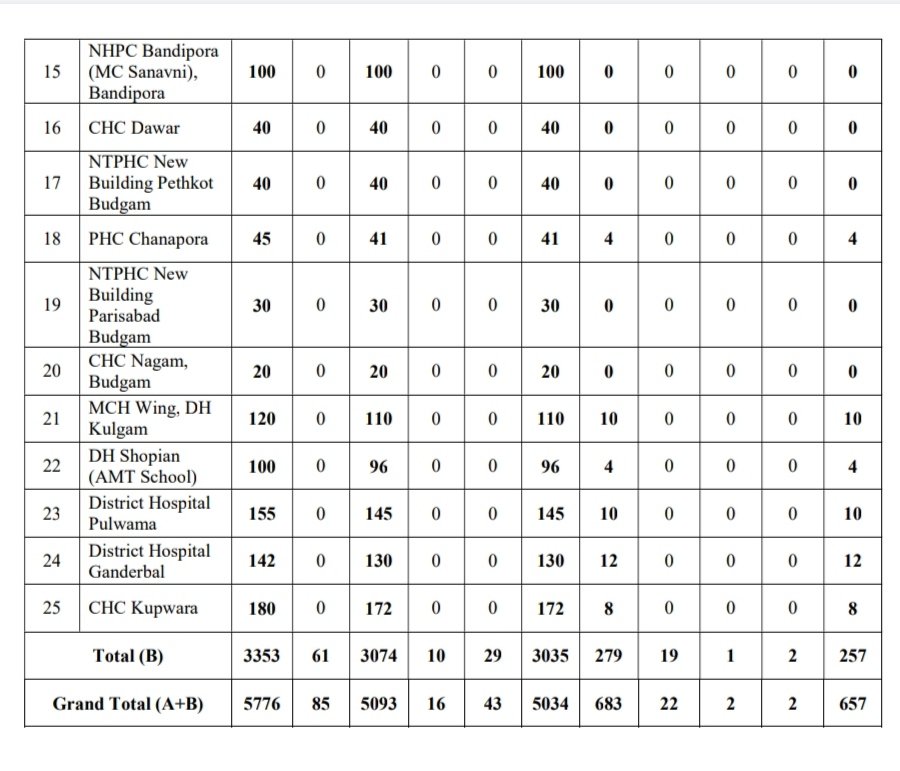 15 NHPC Bandipora (MC Sanavni), Bandipora 100 0 100 0 0 100 0 0 0 0 0
16 CHC Dawar 40 0 40 0 0 40 0 0 0 0 0
17 NTPHC New Building Pethkot Budgam 40 0 40 0 0 40 0 0 0 0 0
18 PHC Chanapora 45 0 41 0 0 41 4 0 0 0 4
19 NTPHC New Building Parisabad Budgam 30 0 30 0 0 30 0 0 0 0 0
20 CHC Nagam, Budgam 20 0 20 0 0 20 0 0 0 0 0
21 MCH Wing, DH Kulgam 120 0 110 0 0 110 10 0 0 0 10
22 DH Shopian (AMT School) 100 0 96 0 0 96 4 0 0 0 4
23 District Hospital Pulwama 155 0 145 0 0 145 10 0 0 0 10
24 District Hospital Ganderbal 142 0 130 0 0 130 12 0 0 0 12
25 CHC Kupwara 180 0 172 0 0 172 8 0 0 0 8
Total (B) 3353 61 3074 10 29 3035 279 19 1 2 257
Grand Total (A+B) 5776 85 5093 16 43 5034 683 22 2 2 657